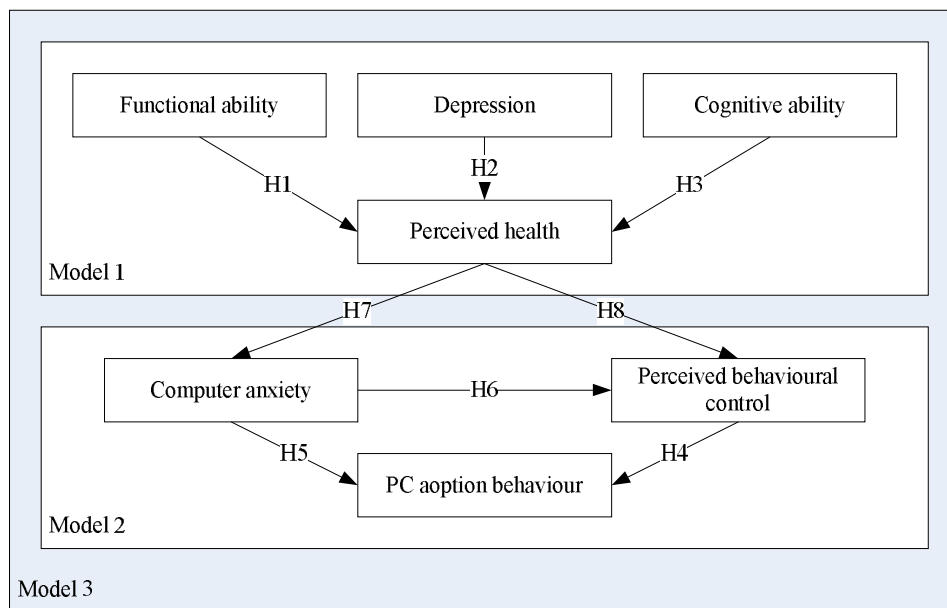 Functional ability
Depression
Cognitive ability
H1
H2
H3
Perceived health
Model 1
H7
H8
Computer anxiety
H6
Perceived behavioural
control
H5
H4
PC aoption behaviour
Model 2
Model 3